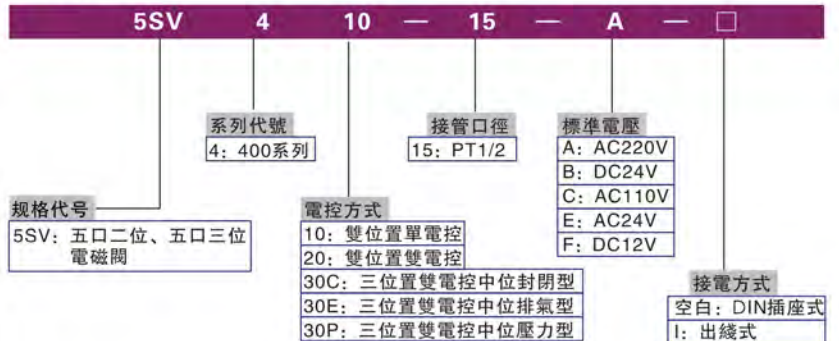 5SV 4 10 — 15 — A — □
系列代號
4：400系列
接管口徑
15：PT1/2
標準電壓
A：AC220V
B：DC24V
C：AC110V
E：AC24V
F：DC12V
规格代号
5SV：五口二位、五口三位
電磁閥
電控方式
10：雙位置單電控
20：雙位置雙電控
30C：三位置雙電控中位封閉型
30E：三位置雙電控中位排氣型
30P：三位置雙電控中位壓力型
接電方式
空白：DIN插座式
I：出綫式